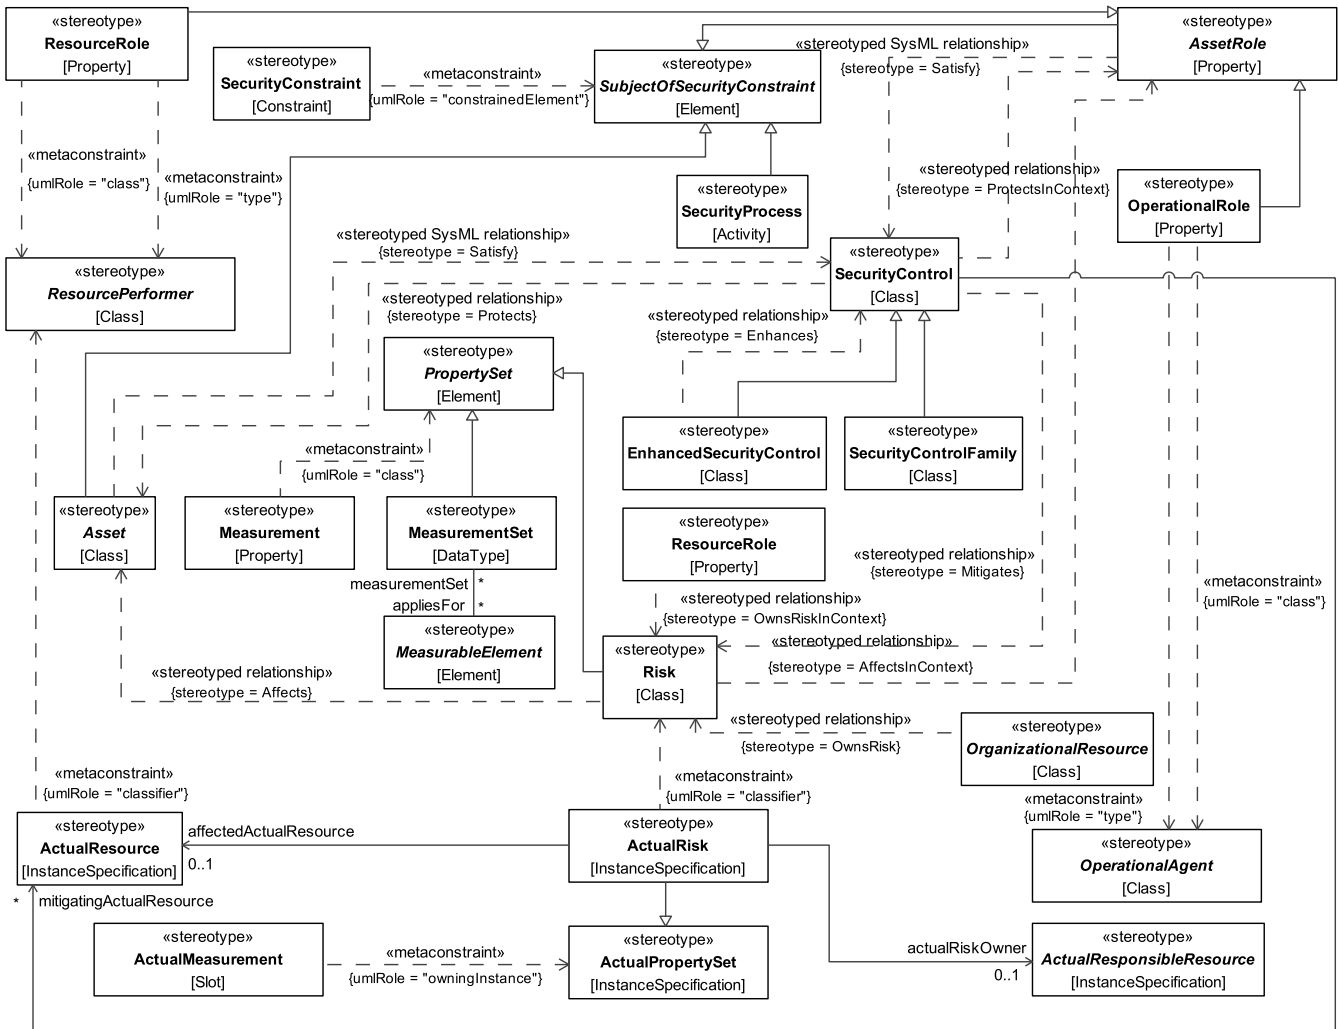 «stereotype»
ResourceRole
[Property]
«stereotype»
SecurityConstraint
[Constraint]
«metaconstraint»
{umlRole = "constrainedElement"}
«stereotype»
SubjectOfSecurityConstraint
[Element]
«stereotyped SysML relationship»
{stereotype = Satisfy}
«stereotype»
AssetRole
[Property]
«metaconstraint»
{umlRole = "class"}
«metaconstraint»
{umlRole = "type"}
«stereotype»
SecurityProcess
[Activity]
«stereotyped relationship»
{stereotype = ProtectsInContext}
«stereotype»
OperationalRole
[Property]
«stereotype»
ResourcePerformer
[Class]
«stereotyped SysML relationship»
{stereotype = Satisfy}
«stereotyped relationship»
{stereotype = Protects}
«stereotype»
SecurityControl
[Class]
«stereotyped relationship»
{stereotype = Enhances}
«stereotype»
PropertySet
[Element]
«metaconstraint»
{umlRole = "class"}
«stereotype»
EnhancedSecurityControl
[Class]
«stereotype»
SecurityControlFamily
[Class]
«stereotype»
Asset
[Class]
«stereotype»
Measurement
[Property]
«stereotype»
MeasurementSet
[DataType]
«stereotype»
ResourceRole
[Property]
«stereotyped relationship»
{stereotype = Mitigates}
«metaconstraint»
{umlRole = "class"}
measurementSet
*
appliesFor
*
«stereotype»
MeasurableElement
[Element]
«stereotyped relationship»
{stereotype = OwnsRiskInContext}
«stereotype»
Risk
[Class]
«stereotyped relationship»
{stereotype = AffectsInContext}
«stereotyped relationship»
{stereotype = Affects}
«stereotyped relationship»
{stereotype = OwnsRisk}
«stereotype»
OrganizationalResource
[Class]
«metaconstraint»
{umlRole = "classifier"}
«metaconstraint»
{umlRole = "classifier"}
«metaconstraint»
{umlRole = "type"}
«stereotype»
ActualResource
[InstanceSpecification]
affectedActualResource
0..1
«stereotype»
ActualRisk
[InstanceSpecification]
«stereotype»
OperationalAgent
[Class]
*
mitigatingActualResource
«stereotype»
ActualMeasurement
[Slot]
«metaconstraint»
{umlRole = "owningInstance"}
«stereotype»
ActualPropertySet
[InstanceSpecification]
actualRiskOwner
0..1
«stereotype»
ActualResponsibleResource
[InstanceSpecification]